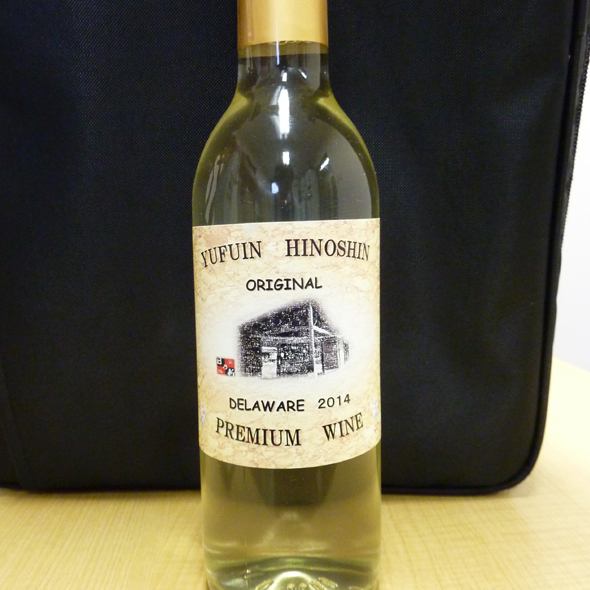 YUFUIN HINOSHIN
ORIGINAL
DELAWARE 2014
PREMIUM WINE